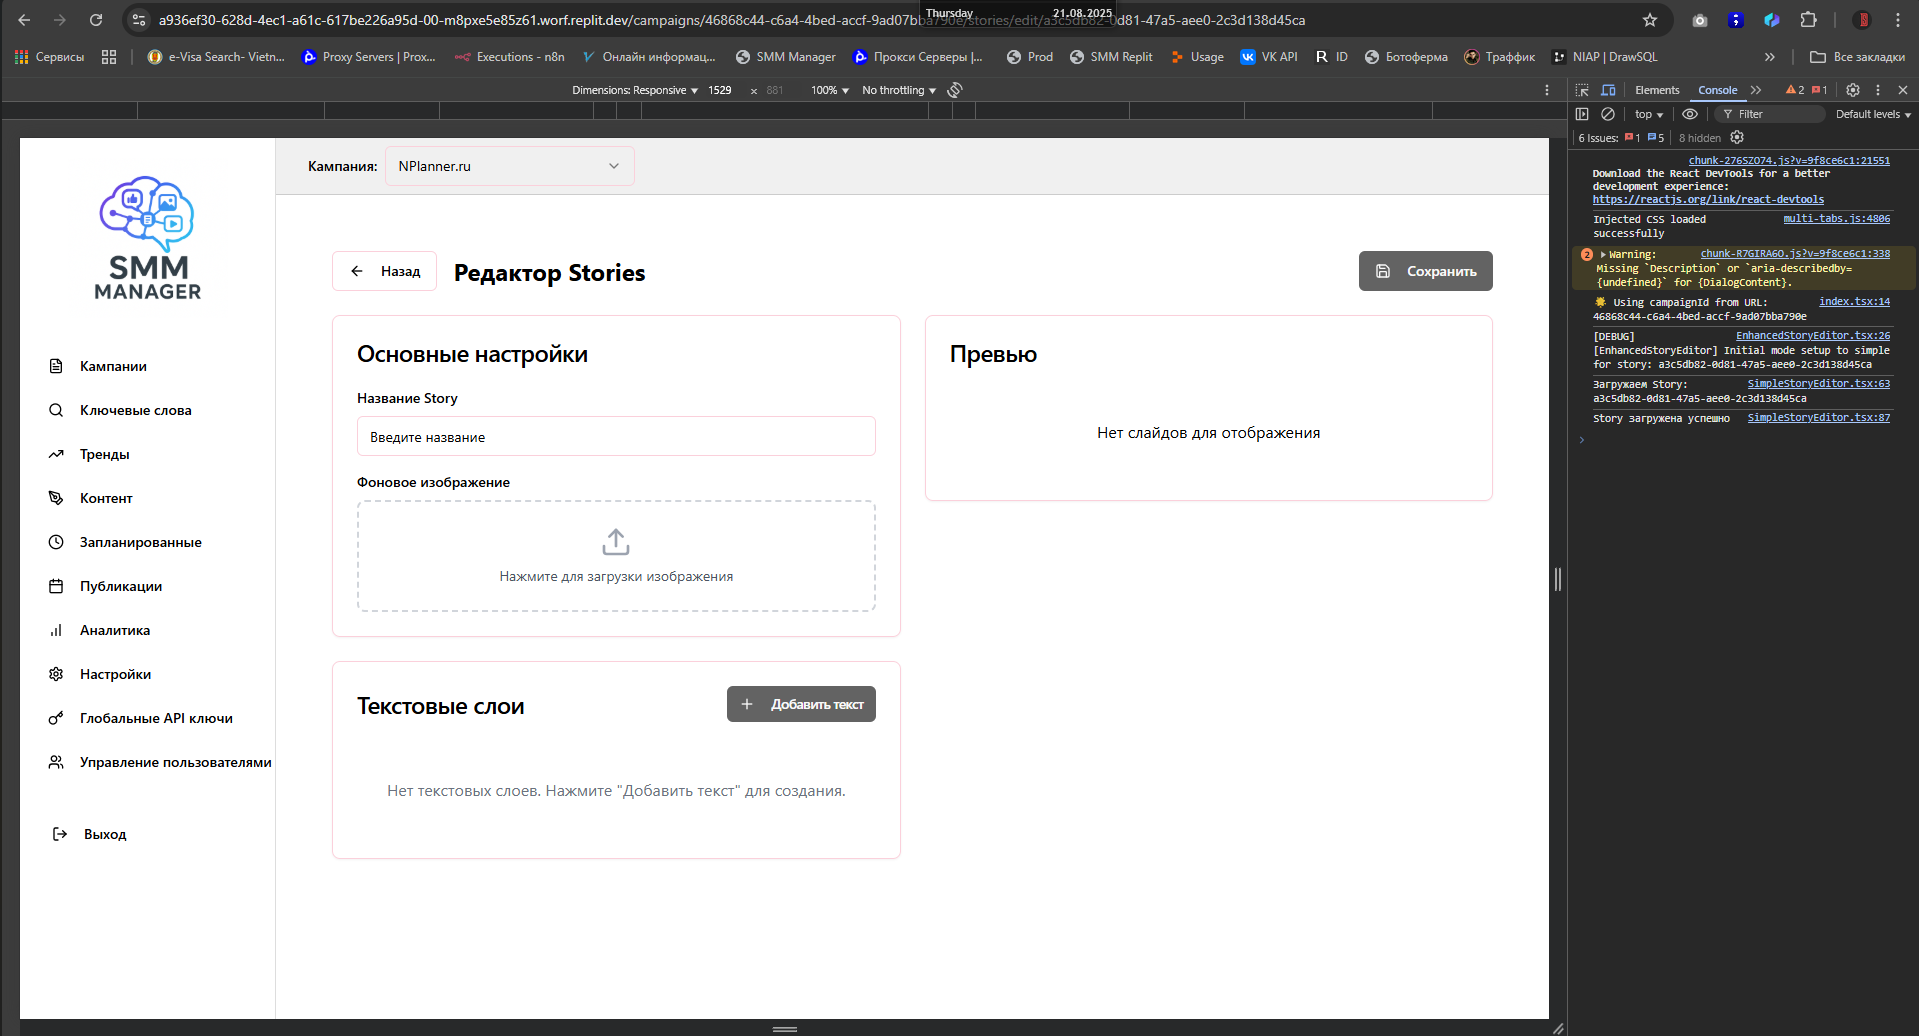 a936ef30-628d-4ec1-a61c-617be226a95d-00-m8pxe5e85z61.worf.replit.dev/campaigns/46868c44-c6a4-4bed-accf-9ad07bba790e/stories/edit/a3c5db82-0d81-47a5-aee0-2c3d138d45ca
Thursday 21.08.2025
Сервисы e-Visa Search- Vietn... Proxy Servers | Prox... Executions - n8n Онлайн информац... SMM Manager Прокси Серверы |... Prod SMM Replit Usage VK API R ID Ботоферма Траффик NIAP | DrawSQL » Все закладки
Dimensions: Responsive 1529 x 881 100% No throttling
Elements Console » 2 1
top Filter Default levels
6 Issues: 1 5 8 hidden
Кампания: NPlanner.ru
SMM
MANAGER
Кампании
Ключевые слова
Тренды
Контент
Запланированные
Публикации
Аналитика
Настройки
Глобальные API ключи
Управление пользователями
Выход
Назад
Редактор Stories
Сохранить
Основные настройки
Название Story
Введите название
Фоновое изображение
Нажмите для загрузки изображения
Превью
Нет слайдов для отображения
Текстовые слои
+ Добавить текст
Нет текстовых слоев. Нажмите "Добавить текст" для создания.
chunk-276SZO74.js?v=9f8ce6c1:21551
Download the React DevTools for a better
development experience:
https://reactjs.org/link/react-devtools
Injected CSS loaded multi-tabs.js:4806
successfully
2 Warning: chunk-R7GIRA6O.js?v=9f8ce6c1:338
Missing `Description` or `aria-describedby=
{undefined}` for {DialogContent}.
Using campaignId from URL: index.tsx:14
46868c44-c6a4-4bed-accf-9ad07bba790e
[DEBUG] EnhancedStoryEditor.tsx:26
[EnhancedStoryEditor] Initial mode setup to simple
for story: a3c5db82-0d81-47a5-aee0-2c3d138d45ca
Загружаем Story: SimpleStoryEditor.tsx:63
a3c5db82-0d81-47a5-aee0-2c3d138d45ca
Story загружена успешно SimpleStoryEditor.tsx:87